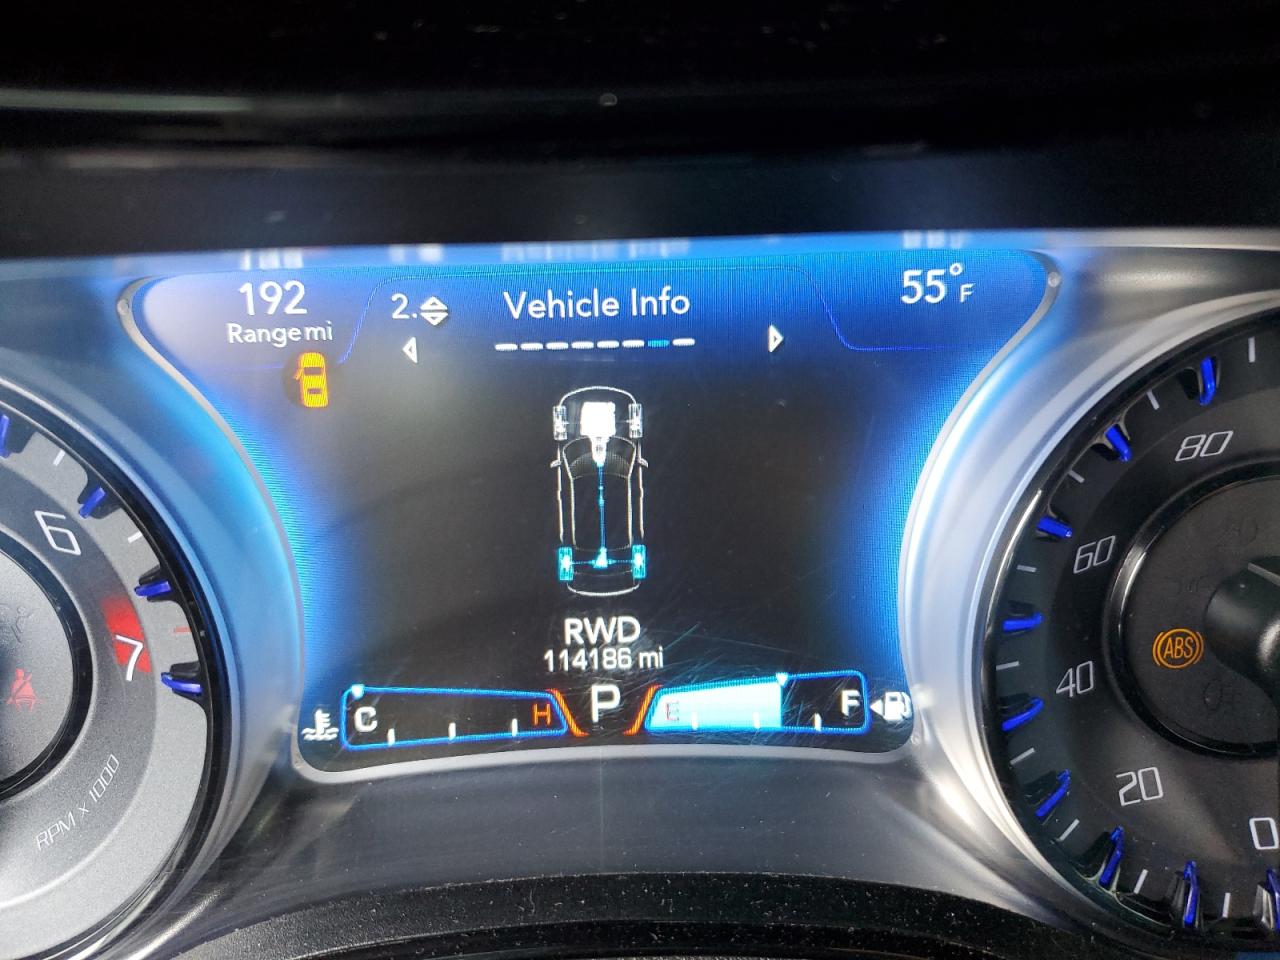 192
Range mi
2.
Vehicle Info
55°F
RWD
114186 mi
C
H
P
E
F
6
7
RPM x 1000
80
60
40
20
0
ABS